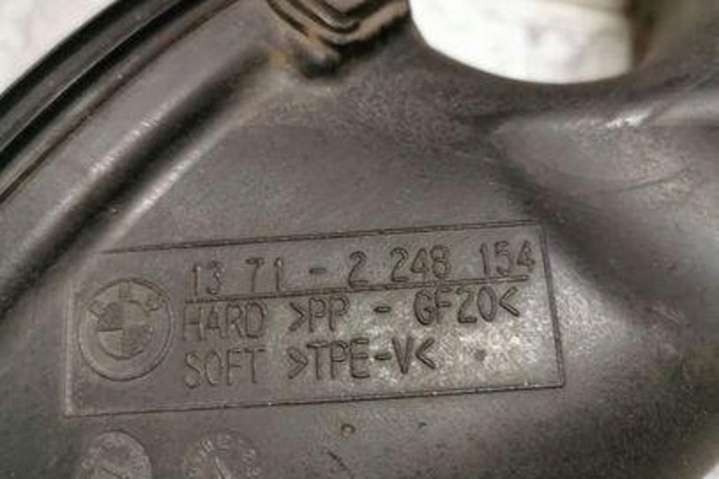 13 71 - 2 248 154
HARD >PP - GF20<
SOFT >TPE-V<